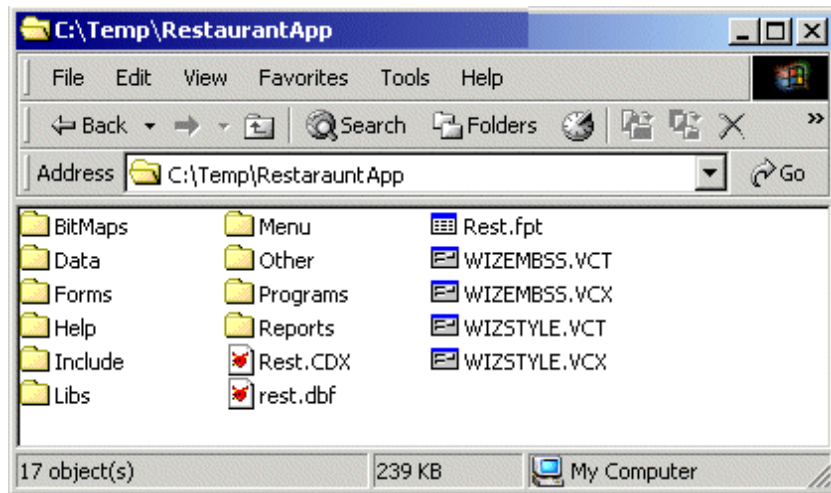 C:\Temp\RestaurantApp
File Edit View Favorites Tools Help
Back Search Folders »
Address C:\Temp\RestarauntApp Go
BitMaps Menu Rest.fpt
Data Other WIZEMBSS.VCT
Forms Programs WIZEMBSS.VCX
Help Reports WIZSTYLE.VCT
Include Rest.CDX WIZSTYLE.VCX
Libs rest.dbf
17 object(s) 239 KB My Computer